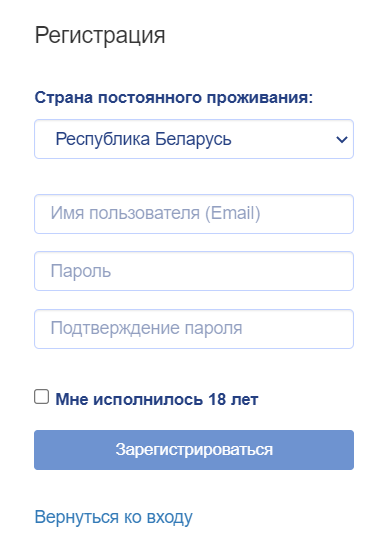 Регистрация
Страна постоянного проживания:
Республика Беларусь
Имя пользователя (Email)
Пароль
Подтверждение пароля
Мне исполнилось 18 лет
Зарегистрироваться
Вернуться ко входу